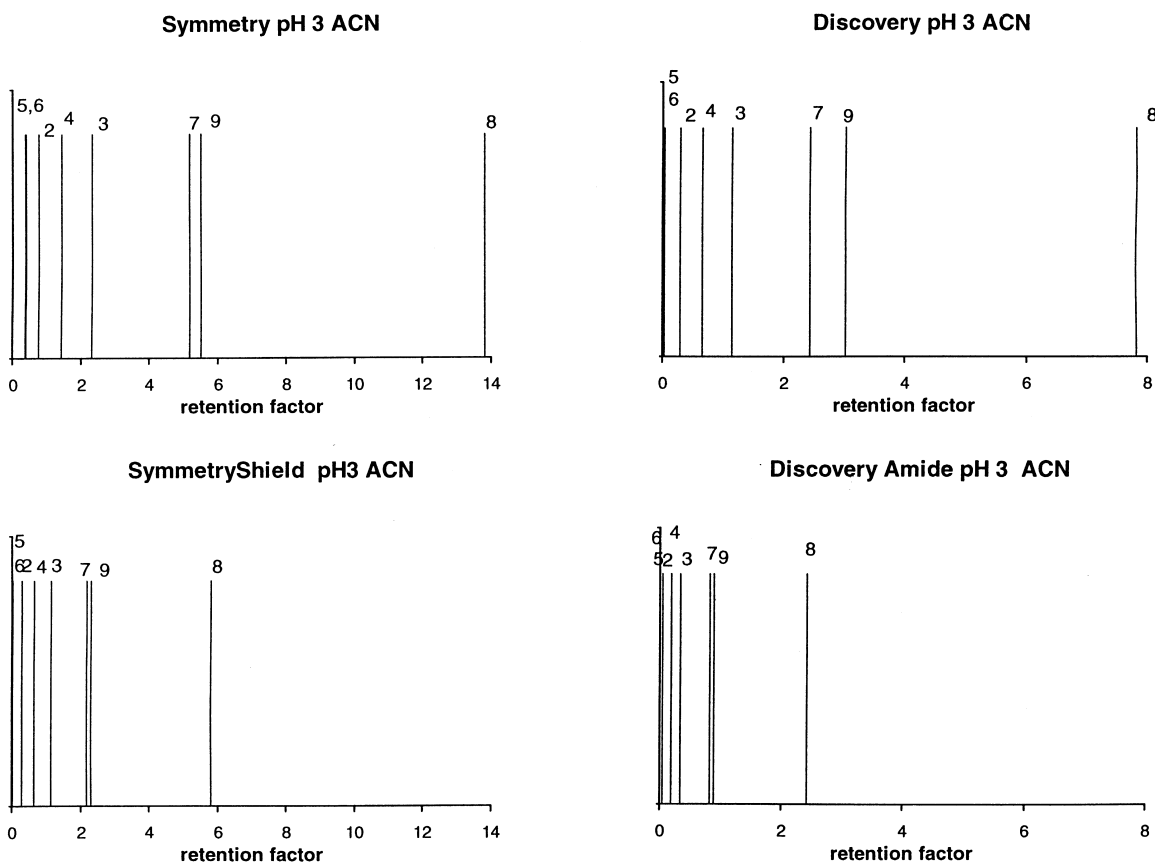 Symmetry pH 3 ACN
5,6
2
4
3
7
9
8
0 2 4 6 8 10 12 14
retention factor
Discovery pH 3 ACN
5
6
2
4
3
7
9
8
0 2 4 6 8
retention factor
SymmetryShield pH3 ACN
5
6
2
4
3
7
9
8
0 2 4 6 8 10 12 14
retention factor
Discovery Amide pH 3 ACN
6
4
5
2
3
7
9
8
0 2 4 6 8
retention factor